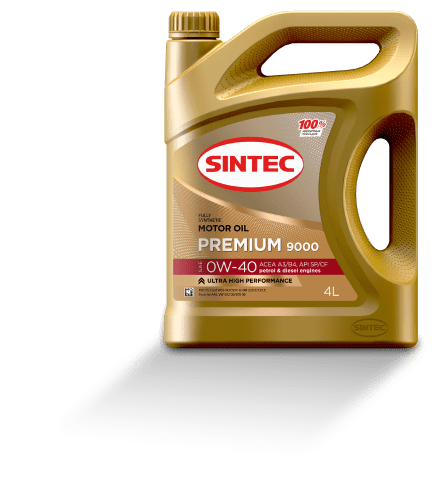 100%
SINTEC
FULLY
SYNTHETIC
MOTOR OIL
PREMIUM 9000
SAE 0W-40 ACEA A3/B4, API SP/CF
petrol & diesel engines
ULTRA HIGH PERFORMANCE
4L
SINTEC